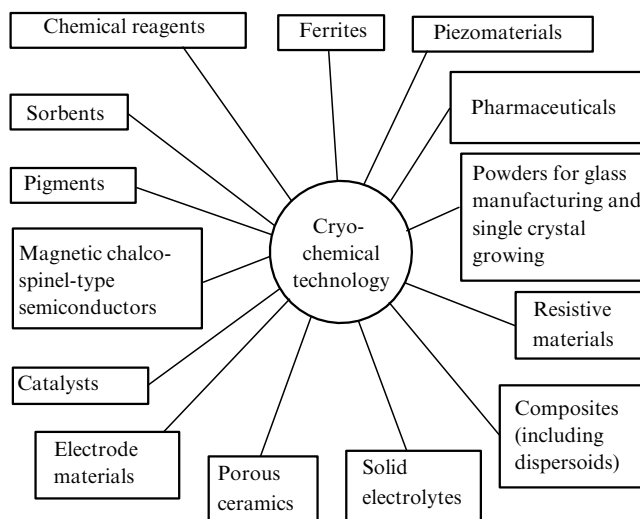 Chemical reagents
Ferrites
Piezomaterials
Sorbents
Pharmaceuticals
Pigments
Powders for glass
manufacturing and
single crystal
growing
Cryo-
chemical
technology
Magnetic chalco-
spinel-type
semiconductors
Resistive
materials
Catalysts
Composites
(including
dispersoids)
Electrode
materials
Porous
ceramics
Solid
electrolytes